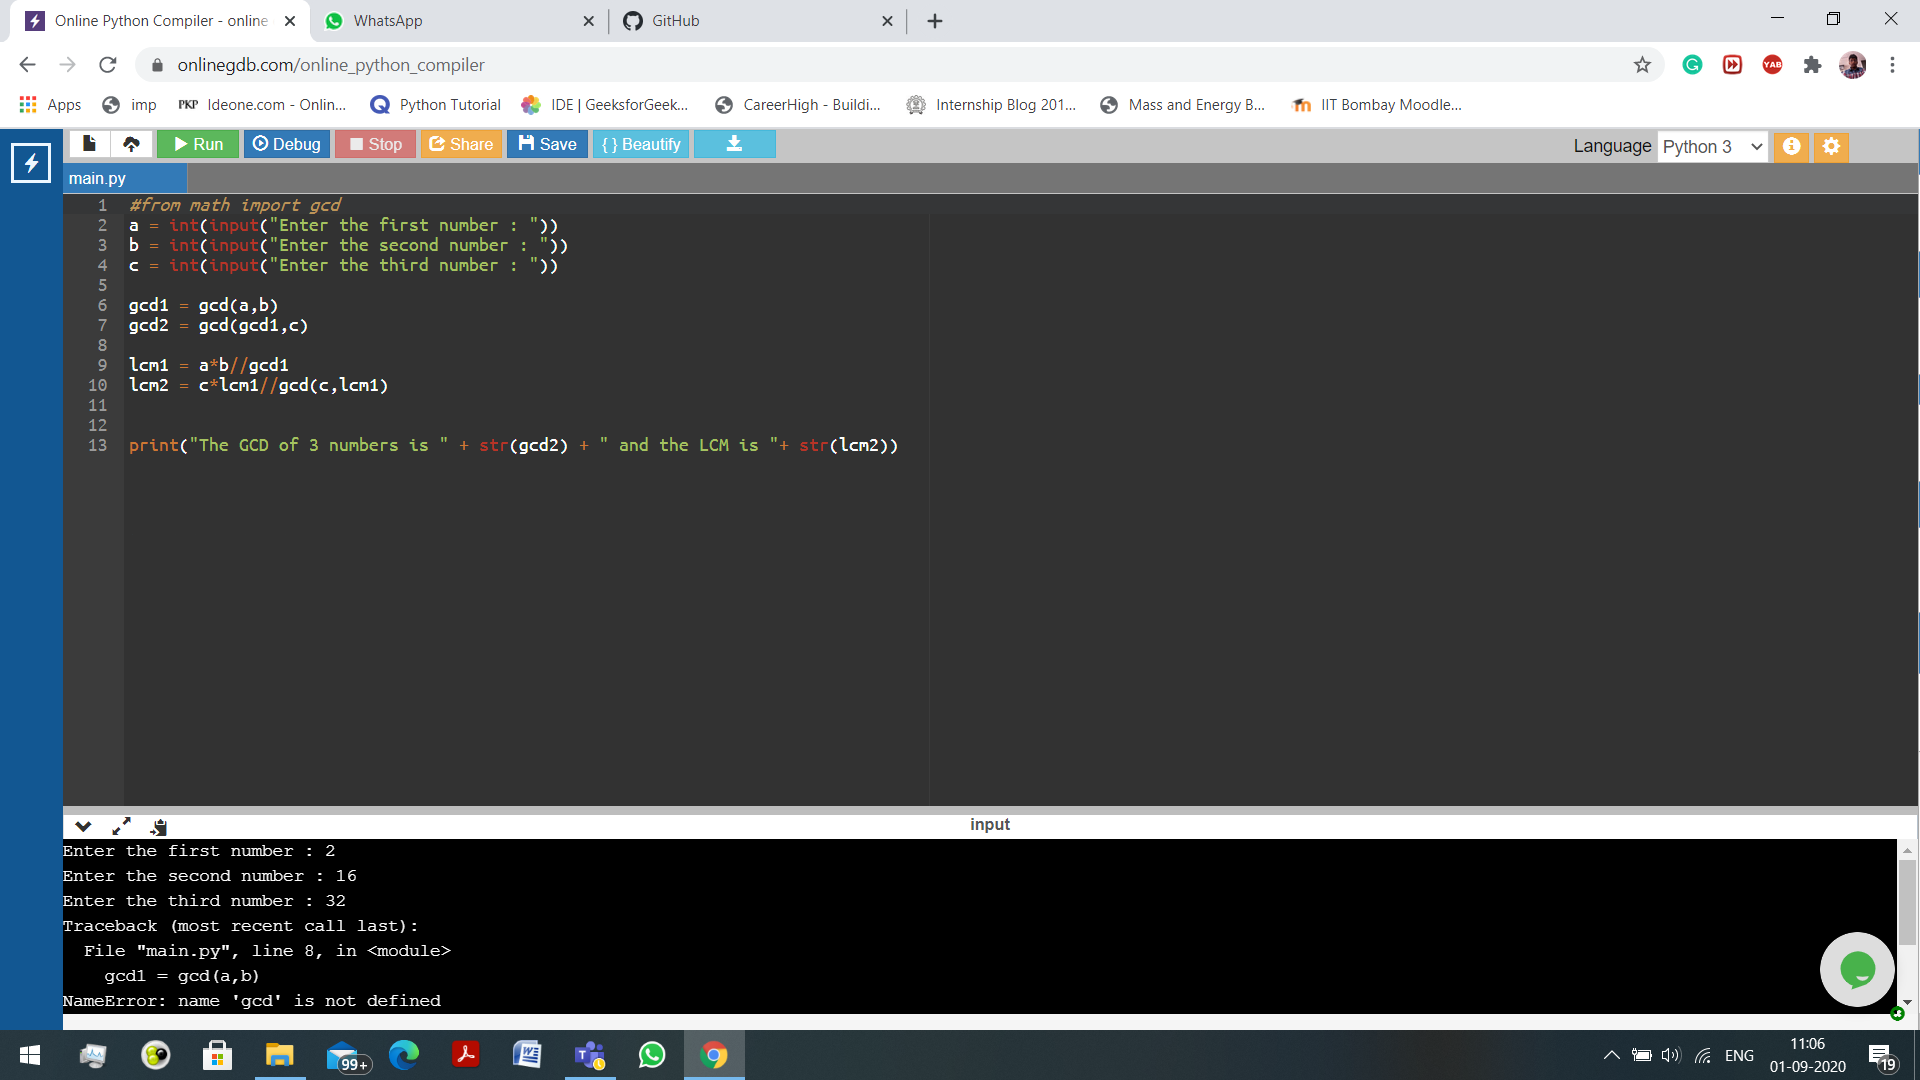 Online Python Compiler - online
WhatsApp
GitHub
onlinegdb.com/online_python_compiler
YAB
Apps
imp
PKP Ideone.com - Onlin...
Python Tutorial
IDE | GeeksforGeek...
CareerHigh - Buildi...
Internship Blog 201...
Mass and Energy B...
IIT Bombay Moodle...
Run
Debug
Stop
Share
Save
{ } Beautify
Language Python 3
main.py
1 #from math import gcd
2 a = int(input("Enter the first number : "))
3 b = int(input("Enter the second number : "))
4 c = int(input("Enter the third number : "))
5
6 gcd1 = gcd(a,b)
7 gcd2 = gcd(gcd1,c)
8
9 lcm1 = a*b//gcd1
10 lcm2 = c*lcm1//gcd(c,lcm1)
11
12
13 print("The GCD of 3 numbers is " + str(gcd2) + " and the LCM is "+ str(lcm2))
input
Enter the first number : 2
Enter the second number : 16
Enter the third number : 32
Traceback (most recent call last):
  File "main.py", line 8, in <module>
    gcd1 = gcd(a,b)
NameError: name 'gcd' is not defined
99+
ENG
11:06
01-09-2020
19